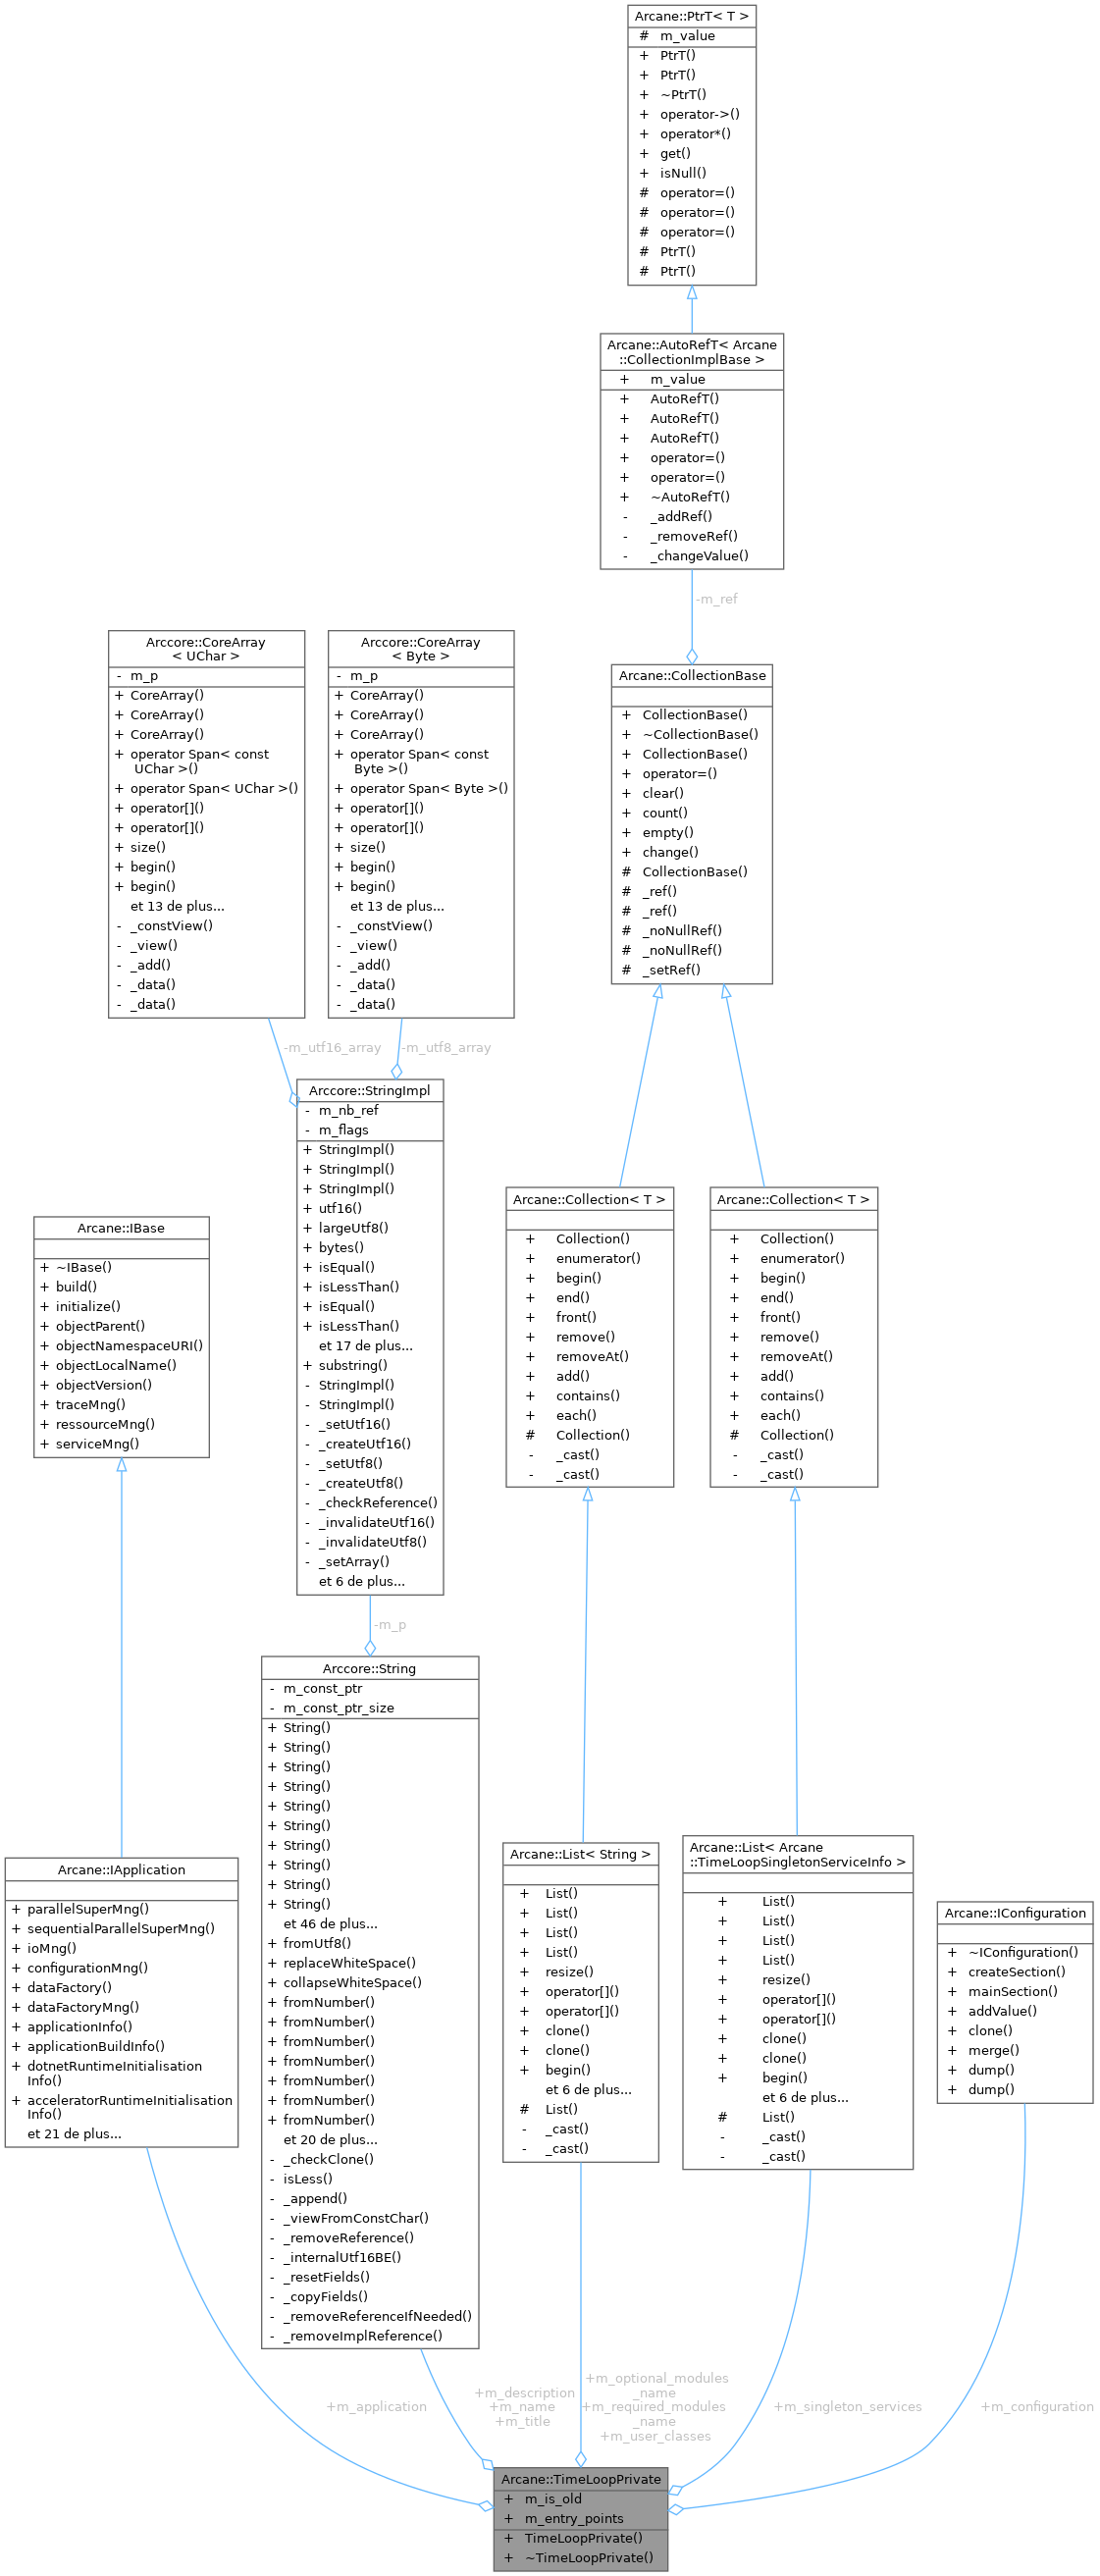 Arcane::PtrT< T >
# m_value
+ PtrT()
+ PtrT()
+ ~PtrT()
+ operator->()
+ operator*()
+ get()
+ isNull()
# operator=()
# operator=()
# operator=()
# PtrT()
# PtrT()
Arcane::AutoRefT< Arcane
::CollectionImplBase >
+ m_value
+ AutoRefT()
+ AutoRefT()
+ AutoRefT()
+ operator=()
+ operator=()
+ ~AutoRefT()
- _addRef()
- _removeRef()
- _changeValue()
-m_ref
Arccore::CoreArray
< UChar >
- m_p
+ CoreArray()
+ CoreArray()
+ CoreArray()
+ operator Span< const
UChar >()
+ operator Span< UChar >()
+ operator[]()
+ operator[]()
+ size()
+ begin()
+ begin()
et 13 de plus...
- _constView()
- _view()
- _add()
- _data()
- _data()
Arccore::CoreArray
< Byte >
- m_p
+ CoreArray()
+ CoreArray()
+ CoreArray()
+ operator Span< const
Byte >()
+ operator Span< Byte >()
+ operator[]()
+ operator[]()
+ size()
+ begin()
+ begin()
et 13 de plus...
- _constView()
- _view()
- _add()
- _data()
- _data()
Arcane::CollectionBase
+ CollectionBase()
+ ~CollectionBase()
+ CollectionBase()
+ operator=()
+ clear()
+ count()
+ empty()
+ change()
# CollectionBase()
# _ref()
# _ref()
# _noNullRef()
# _noNullRef()
# _setRef()
-m_utf16_array
-m_utf8_array
Arccore::StringImpl
- m_nb_ref
- m_flags
+ StringImpl()
+ StringImpl()
+ StringImpl()
+ utf16()
+ largeUtf8()
+ bytes()
+ isEqual()
+ isLessThan()
+ isEqual()
+ isLessThan()
et 17 de plus...
+ substring()
- StringImpl()
- StringImpl()
- _setUtf16()
- _createUtf16()
- _setUtf8()
- _createUtf8()
- _checkReference()
- _invalidateUtf16()
- _invalidateUtf8()
- _setArray()
et 6 de plus...
Arcane::Collection< T >
+ Collection()
+ enumerator()
+ begin()
+ end()
+ front()
+ remove()
+ removeAt()
+ add()
+ contains()
+ each()
# Collection()
- _cast()
- _cast()
Arcane::Collection< T >
+ Collection()
+ enumerator()
+ begin()
+ end()
+ front()
+ remove()
+ removeAt()
+ add()
+ contains()
+ each()
# Collection()
- _cast()
- _cast()
Arcane::IBase
+ ~IBase()
+ build()
+ initialize()
+ objectParent()
+ objectNamespaceURI()
+ objectLocalName()
+ objectVersion()
+ traceMng()
+ ressourceMng()
+ serviceMng()
-m_p
Arccore::String
- m_const_ptr
- m_const_ptr_size
+ String()
+ String()
+ String()
+ String()
+ String()
+ String()
+ String()
+ String()
+ String()
+ String()
et 46 de plus...
+ fromUtf8()
+ replaceWhiteSpace()
+ collapseWhiteSpace()
+ fromNumber()
+ fromNumber()
+ fromNumber()
+ fromNumber()
+ fromNumber()
+ fromNumber()
+ fromNumber()
et 20 de plus...
- _checkClone()
- isLess()
- _append()
- _viewFromConstChar()
- _removeReference()
- _internalUtf16BE()
- _resetFields()
- _copyFields()
- _removeReferenceIfNeeded()
- _removeImplReference()
Arcane::IApplication
+ parallelSuperMng()
+ sequentialParallelSuperMng()
+ ioMng()
+ configurationMng()
+ dataFactory()
+ dataFactoryMng()
+ applicationInfo()
+ applicationBuildInfo()
+ dotnetRuntimeInitialisation
Info()
+ acceleratorRuntimeInitialisation
Info()
et 21 de plus...
Arcane::List< String >
+ List()
+ List()
+ List()
+ List()
+ resize()
+ operator[]()
+ operator[]()
+ clone()
+ clone()
+ begin()
et 6 de plus...
# List()
- _cast()
- _cast()
Arcane::List< Arcane
::TimeLoopSingletonServiceInfo >
+ List()
+ List()
+ List()
+ List()
+ resize()
+ operator[]()
+ operator[]()
+ clone()
+ clone()
+ begin()
et 6 de plus...
# List()
- _cast()
- _cast()
Arcane::IConfiguration
+ ~IConfiguration()
+ createSection()
+ mainSection()
+ addValue()
+ clone()
+ merge()
+ dump()
+ dump()
+m_application
+m_description
+m_name
+m_title
+m_optional_modules
_name
+m_required_modules
_name
+m_user_classes
+m_singleton_services
+m_configuration
Arcane::TimeLoopPrivate
+ m_is_old
+ m_entry_points
+ TimeLoopPrivate()
+ ~TimeLoopPrivate()